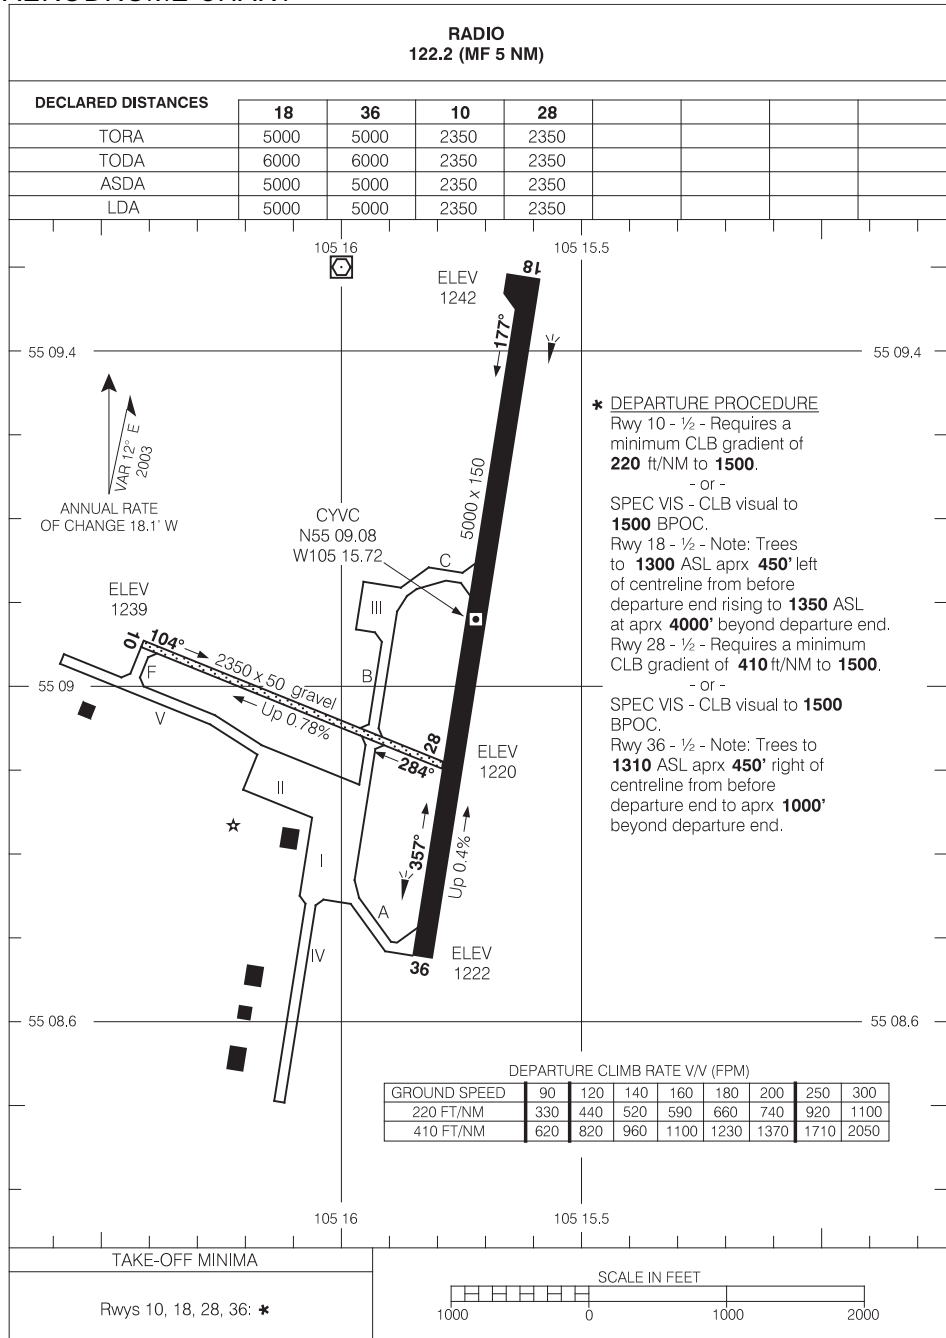 RADIO
122.2 (MF 5 NM)
DECLARED DISTANCES 18 36 10 28
TORA 5000 5000 2350 2350
TODA 6000 6000 2350 2350
ASDA 5000 5000 2350 2350
LDA 5000 5000 2350 2350
105 16 105 15.5
18
ELEV
1242
177°
55 09.4 55 09.4
VAR 12° E
2003
ANNUAL RATE
OF CHANGE 18.1' W
5000 x 150
CYVC
N55 09.08
W105 15.72
* DEPARTURE PROCEDURE
Rwy 10 - ½ - Requires a
minimum CLB gradient of
220 ft/NM to 1500.
- or -
SPEC VIS - CLB visual to
1500 BPOC.
Rwy 18 - ½ - Note: Trees
to 1300 ASL aprx 450' left
of centreline from before
departure end rising to 1350 ASL
at aprx 4000' beyond departure end.
Rwy 28 - ½ - Requires a minimum
CLB gradient of 410 ft/NM to 1500.
- or -
SPEC VIS - CLB visual to 1500
BPOC.
Rwy 36 - ½ - Note: Trees to
1310 ASL aprx 450' right of
centreline from before
departure end to aprx 1000'
beyond departure end.
C
ELEV
1239
III
10
104°
2350 x 50 gravel
Up 0.78%
F
B
55 09
V
28
284°
ELEV
1220
II
I
357°
Up 0.4%
A
IV
36
ELEV
1222
55 08.6 55 08.6
DEPARTURE CLIMB RATE V/V (FPM)
GROUND SPEED 90 120 140 160 180 200 250 300
220 FT/NM 330 440 520 590 660 740 920 1100
410 FT/NM 620 820 960 1100 1230 1370 1710 2050
105 16 105 15.5
TAKE-OFF MINIMA
Rwys 10, 18, 28, 36: *
SCALE IN FEET
1000 0 1000 2000